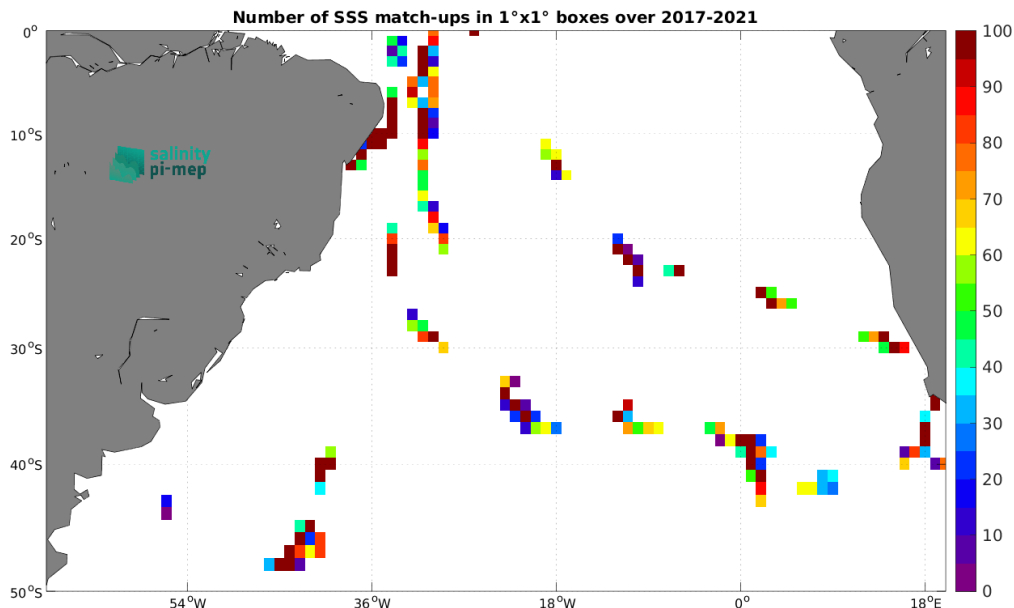 Number of SSS match-ups in 1°x1° boxes over 2017-2021
0°
10°S
20°S
30°S
40°S
50°S
54°W
36°W
18°W
0°
18°E
salinity
pi-mep
100
90
80
70
60
50
40
30
20
10
0